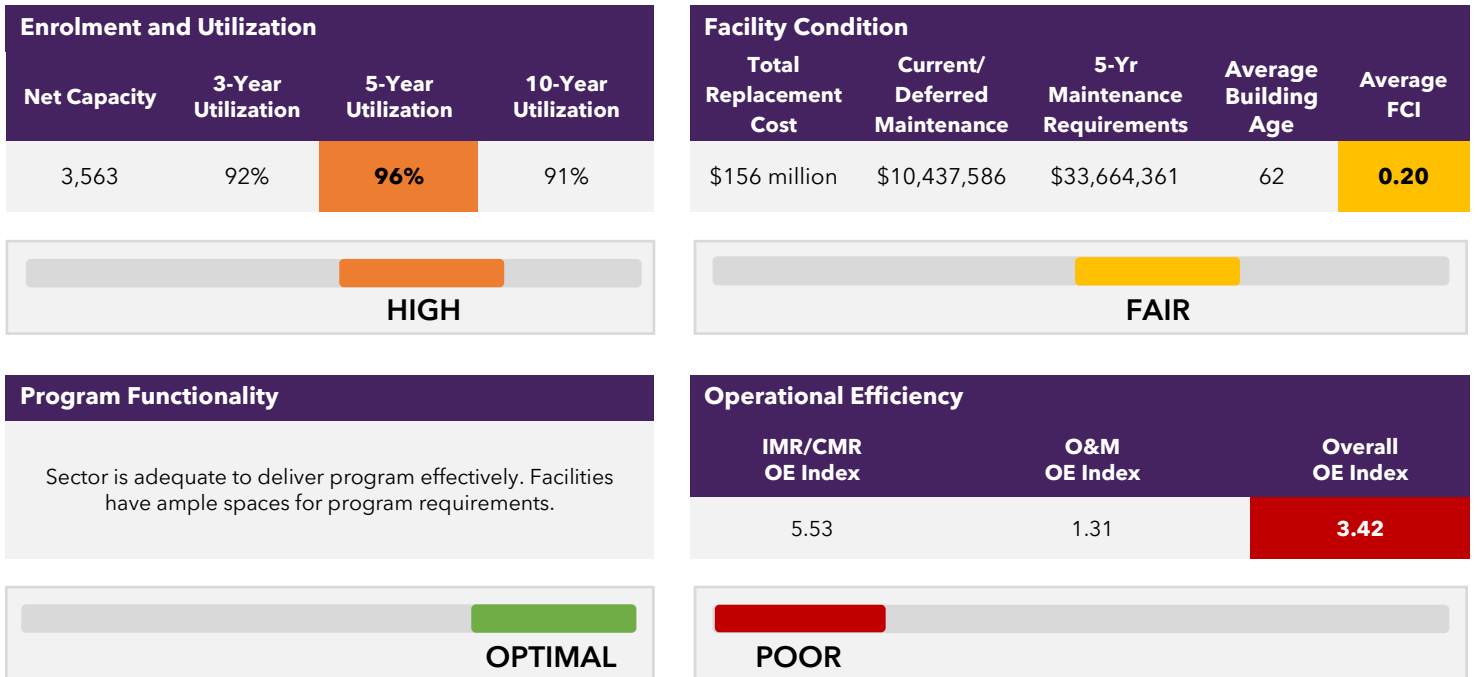 Enrolment and Utilization
Net Capacity
3-Year
Utilization
5-Year
Utilization
10-Year
Utilization
3,563
92%
96%
91%
HIGH
Facility Condition
Total
Replacement
Cost
Current/
Deferred
Maintenance
5-Yr
Maintenance
Requirements
Average
Building
Age
Average
FCI
$156 million
$10,437,586
$33,664,361
62
0.20
FAIR
Program Functionality
Sector is adequate to deliver program effectively. Facilities
have ample spaces for program requirements.
OPTIMAL
Operational Efficiency
IMR/CMR
OE Index
O&M
OE Index
Overall
OE Index
5.53
1.31
3.42
POOR